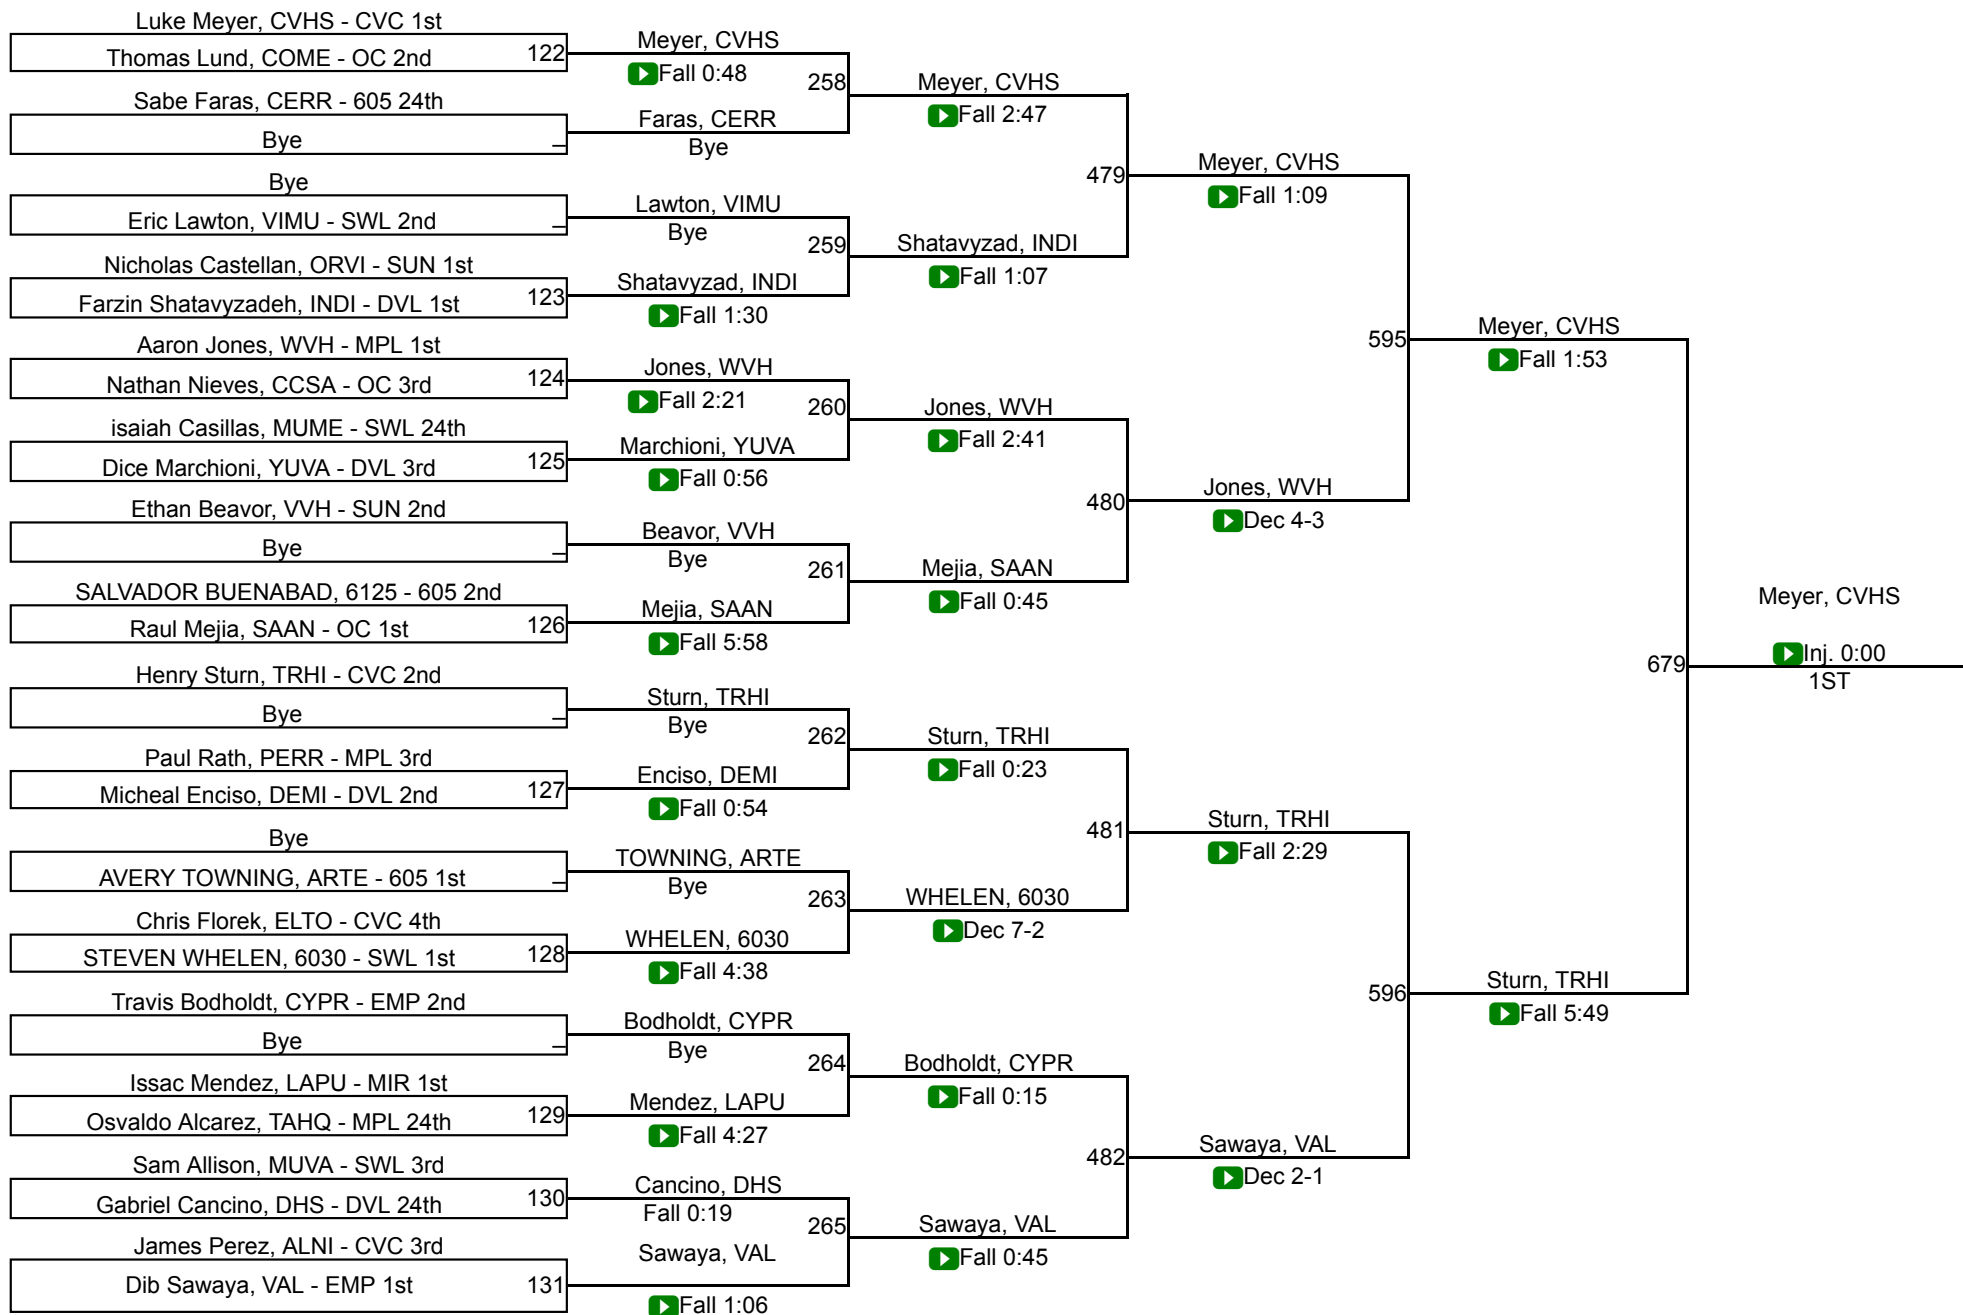 Luke Meyer, CVHS - CVC 1st
Thomas Lund, COME - OC 2nd
122
Sabe Faras, CERR - 605 24th
Bye
Bye
Eric Lawton, VIMU - SWL 2nd
Nicholas Castellan, ORVI - SUN 1st
Farzin Shatavyzadeh, INDI - DVL 1st
123
Aaron Jones, WVH - MPL 1st
Nathan Nieves, CCSA - OC 3rd
124
isaiah Casillas, MUME - SWL 24th
Dice Marchioni, YUVA - DVL 3rd
125
Ethan Beavor, VVH - SUN 2nd
Bye
SALVADOR BUENABAD, 6125 - 605 2nd
Raul Mejia, SAAN - OC 1st
126
Henry Sturn, TRHI - CVC 2nd
Bye
Paul Rath, PERR - MPL 3rd
Micheal Enciso, DEMI - DVL 2nd
127
Bye
AVERY TOWNING, ARTE - 605 1st
Chris Florek, ELTO - CVC 4th
STEVEN WHELEN, 6030 - SWL 1st
128
Travis Bodholdt, CYPR - EMP 2nd
Bye
Issac Mendez, LAPU - MIR 1st
Osvaldo Alcarez, TAHQ - MPL 24th
129
Sam Allison, MUVA - SWL 3rd
Gabriel Cancino, DHS - DVL 24th
130
James Perez, ALNI - CVC 3rd
Dib Sawaya, VAL - EMP 1st
131
Meyer, CVHS
Fall 0:48
258
Faras, CERR
Bye
Lawton, VIMU
Bye
259
Shatavyzad, INDI
Fall 1:30
Jones, WVH
Fall 2:21
260
Marchioni, YUVA
Fall 0:56
Beavor, VVH
Bye
261
Mejia, SAAN
Fall 5:58
Sturn, TRHI
Bye
262
Enciso, DEMI
Fall 0:54
TOWNING, ARTE
Bye
263
WHELEN, 6030
Fall 4:38
Bodholdt, CYPR
Bye
264
Mendez, LAPU
Fall 4:27
Cancino, DHS
Fall 0:19
265
Sawaya, VAL
Fall 1:06
Meyer, CVHS
Fall 2:47
479
Shatavyzad, INDI
Fall 1:07
Jones, WVH
Fall 2:41
480
Mejia, SAAN
Fall 0:45
Sturn, TRHI
Fall 0:23
481
WHELEN, 6030
Dec 7-2
Bodholdt, CYPR
Fall 0:15
482
Sawaya, VAL
Fall 0:45
Meyer, CVHS
Fall 1:09
595
Jones, WVH
Dec 4-3
Sturn, TRHI
Fall 2:29
596
Sawaya, VAL
Dec 2-1
Meyer, CVHS
Fall 1:53
679
Sturn, TRHI
Fall 5:49
Meyer, CVHS
Inj. 0:00
1ST